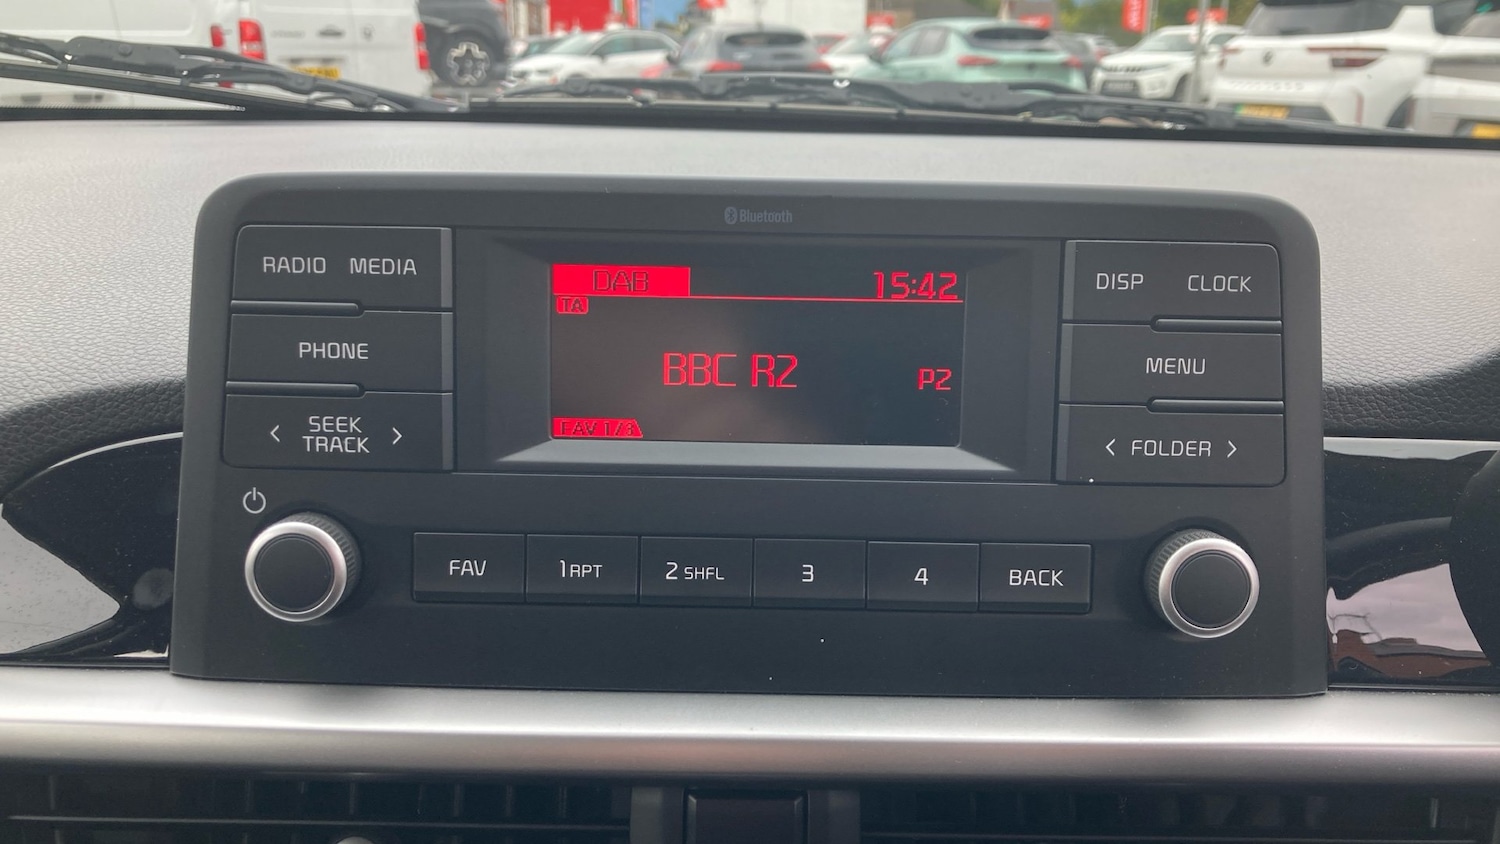 Bluetooth
RADIO MEDIA
PHONE
< SEEK TRACK >
DAB
15:42
TA
BBC R2
P2
FAV 1/3
DISP CLOCK
MENU
< FOLDER >
FAV
1 RPT
2 SHFL
3
4
BACK